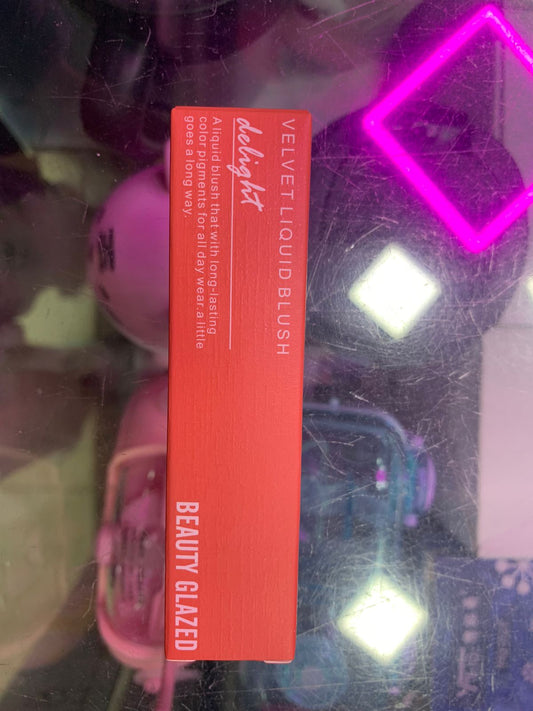 VELVET LIQUID BLUSH
delight
A liquid blush that with long-lasting
color pigments for all day wear. a little
goes a long way.
BEAUTY GLAZED